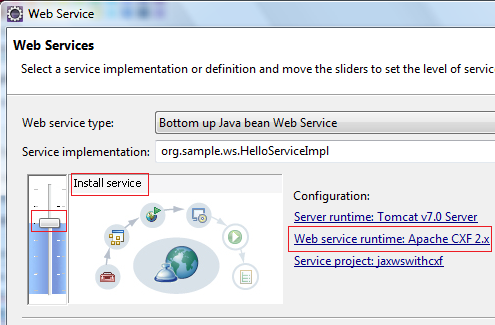 Web Service
Web Services
Select a service implementation or definition and move the sliders to set the level of servic
Web service type:
Bottom up Java bean Web Service
Service implementation:
org.sample.ws.HelloServiceImpl
Install service
Configuration:
Server runtime: Tomcat v7.0 Server
Web service runtime: Apache CXF 2.x
Service project: jaxwswithcxf